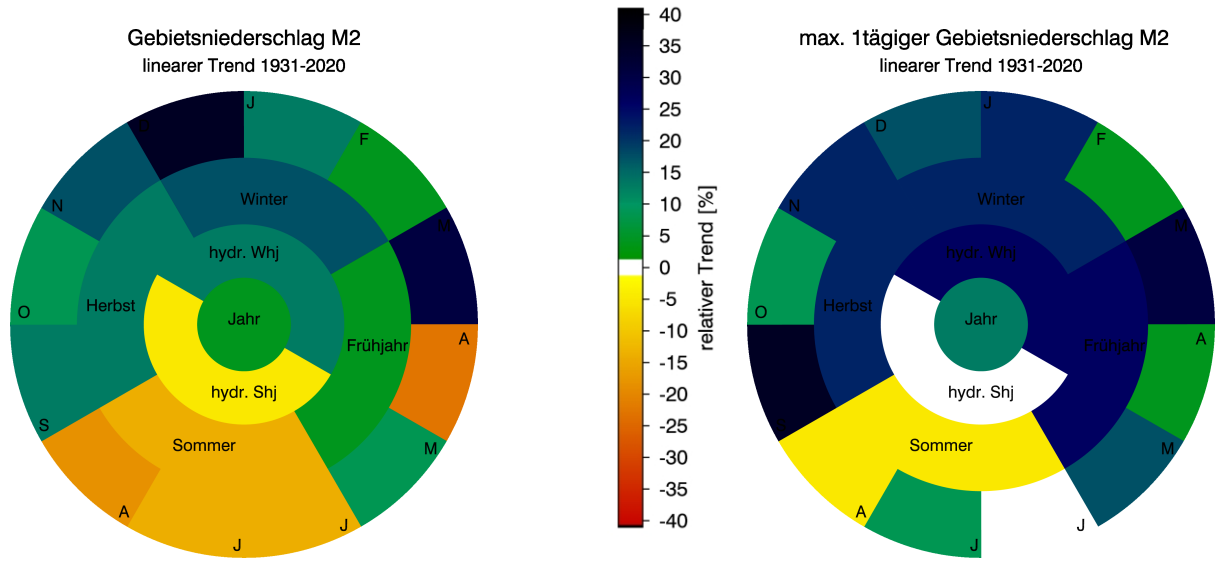 Gebietsniederschlag M2
linearer Trend 1931-2020
J
F
M
A
M
J
J
A
S
O
N
D
Winter
hydr. Whj
Herbst
Jahr
Frühjahr
hydr. Shj
Sommer
40
35
30
25
20
15
10
5
0
-5
-10
-15
-20
-25
-30
-35
-40
relativer Trend [%]
max. 1tägiger Gebietsniederschlag M2
linearer Trend 1931-2020
J
F
M
A
M
J
J
A
S
O
N
D
Winter
hydr. Whj
Herbst
Jahr
Frühjahr
hydr. Shj
Sommer